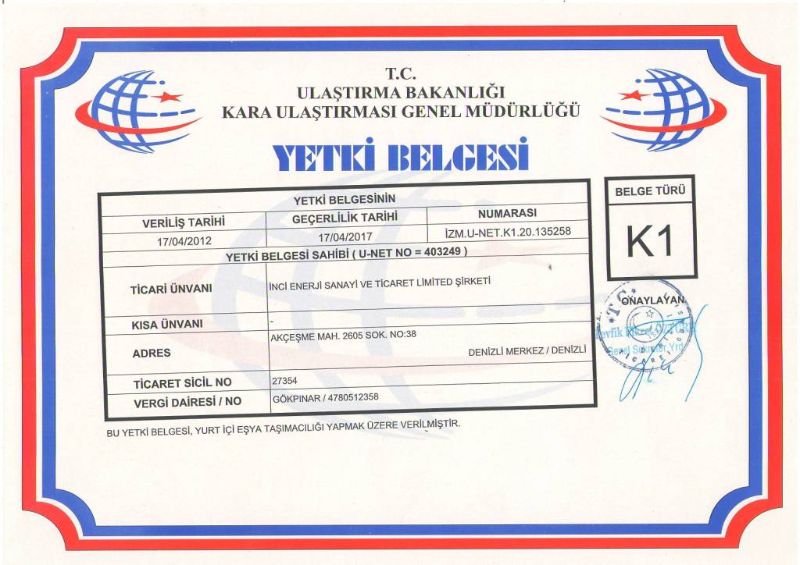 T.C.
ULAŞTIRMA BAKANLIĞI
KARA ULAŞTIRMASI GENEL MÜDÜRLÜĞÜ
YETKİ BELGESİ
YETKİ BELGESİNİN
VERİLİŞ TARİHİ GEÇERLİLİK TARİHİ NUMARASI
17/04/2012 17/04/2017 İZM.U-NET.K1.20.135258
YETKİ BELGESİ SAHİBİ ( U-NET NO = 403249 )
TİCARİ ÜNVANI İNCİ ENERJİ SANAYİ VE TİCARET LİMİTED ŞİRKETİ
KISA ÜNVANI -
ADRES AKÇEŞME MAH. 2605 SOK. NO:38
DENİZLİ MERKEZ / DENİZLİ
TİCARET SİCİL NO 27354
VERGİ DAİRESİ / NO GÖKPINAR / 4780512358
BU YETKİ BELGESİ, YURT İÇİ EŞYA TAŞIMACILIĞI YAPMAK ÜZERE VERİLMİŞTİR.
BELGE TÜRÜ
K1
ONAYLAYAN
T.C.
Genel Sekreter Yrd.